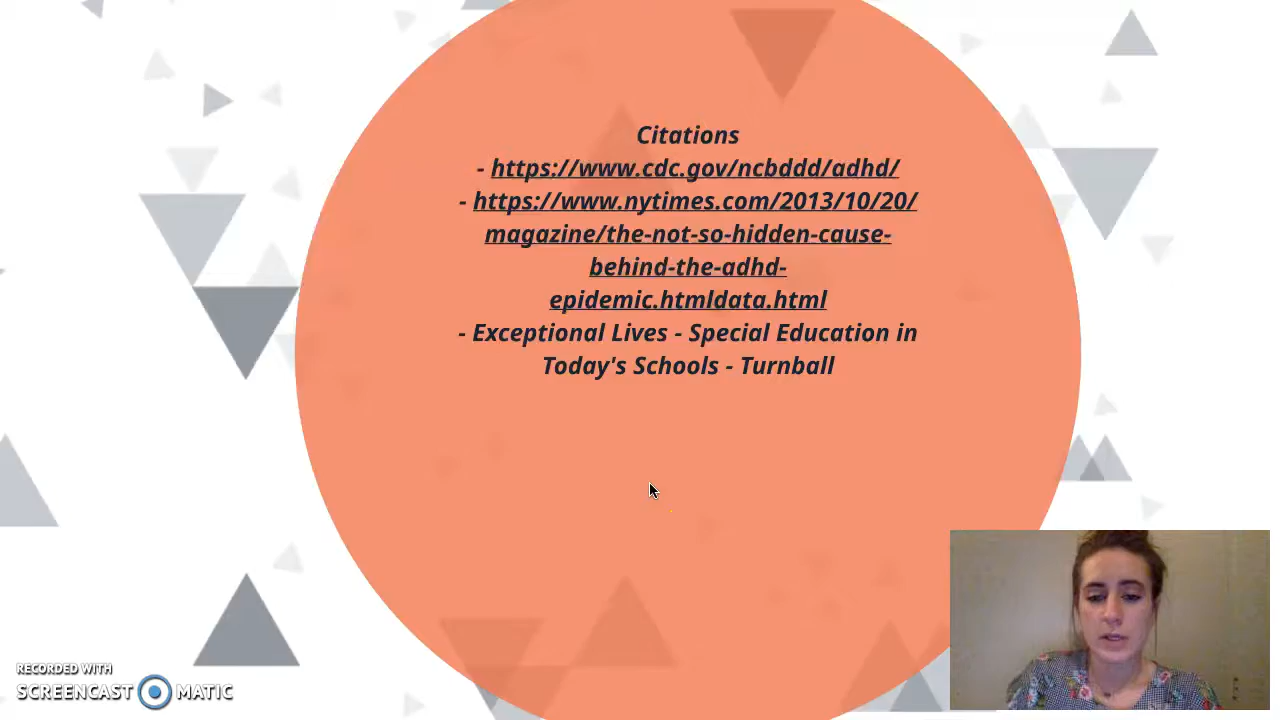 Citations
- https://www.cdc.gov/ncbddd/adhd/
- https://www.nytimes.com/2013/10/20/
magazine/the-not-so-hidden-cause-
behind-the-adhd-
epidemic.htmldata.html
- Exceptional Lives - Special Education in
Today's Schools - Turnball
RECORDED WITH
SCREENCAST MATIC